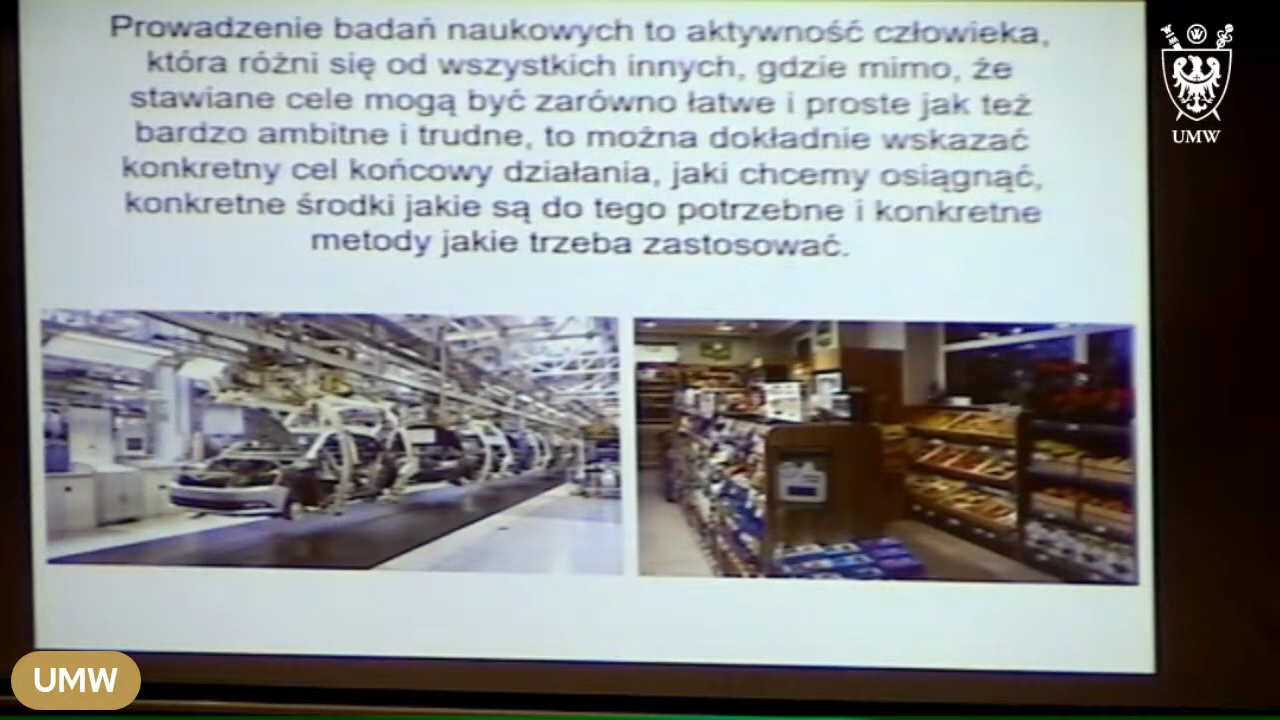 Prowadzenie badań naukowych to aktywność człowieka,
która różni się od wszystkich innych, gdzie mimo, że
stawiane cele mogą być zarówno łatwe i proste jak też
bardzo ambitne i trudne, to można dokładnie wskazać
konkretny cel końcowy działania, jaki chcemy osiągnąć,
konkretne środki jakie są do tego potrzebne i konkretne
metody jakie trzeba zastosować.
W
UMW
UMW